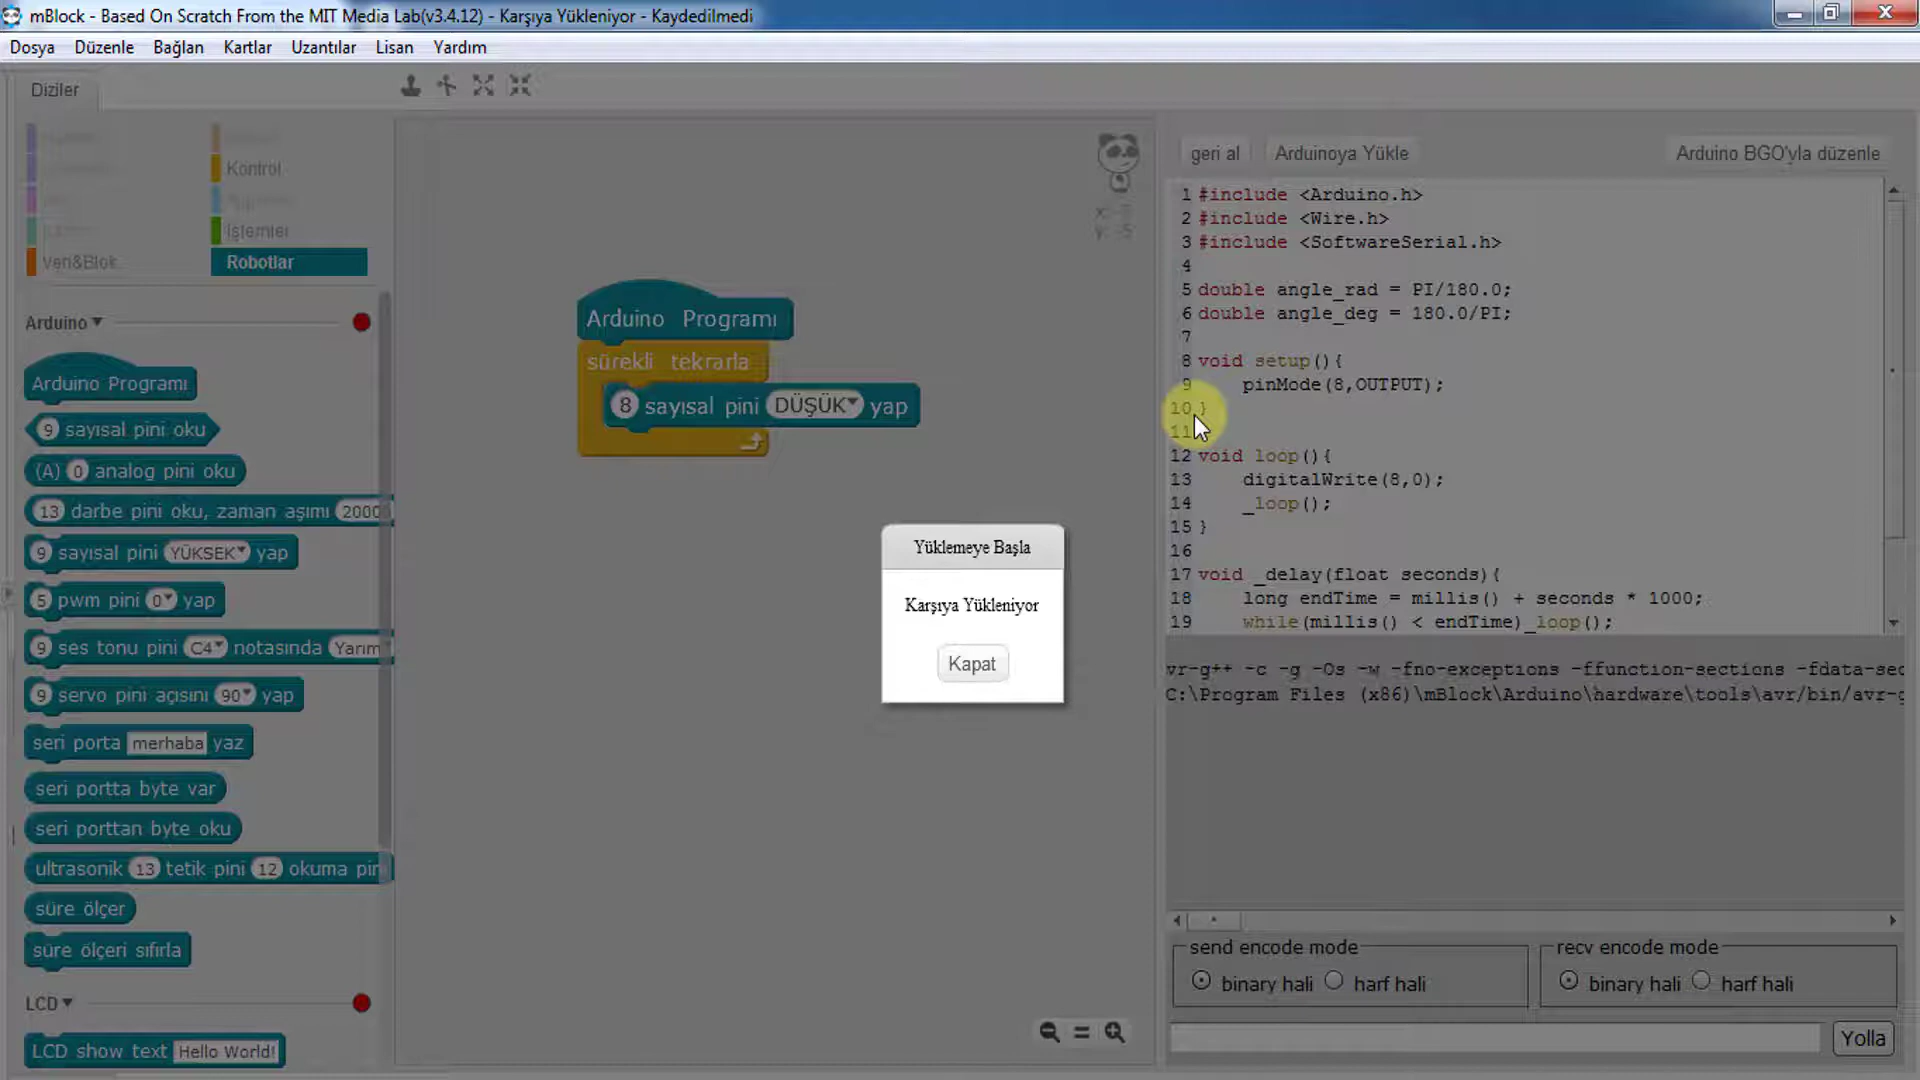 mBlock - Based On Scratch From the MIT Media Lab(v3.4.12) - Karşıya Yükleniyor - Kaydedilmedi
Dosya Düzenle Bağlan Kartlar Uzantılar Lisan Yardım
Diziler
Kontrol
İşlemler
Veri&Blok
Robotlar
Arduino
Arduino Programı
9 sayısal pini oku
(A) 0 analog pini oku
13 darbe pini oku, zaman aşımı 2000
9 sayısal pini YÜKSEK yap
5 pwm pini 0 yap
9 ses tonu pini C4 notasında Yarım
9 servo pini açısını 90 yap
seri porta merhaba yaz
seri portta byte var
seri porttan byte oku
ultrasonik 13 tetik pini 12 okuma pin
süre ölçer
süre ölçeri sıfırla
LCD
LCD show text Hello World!
Arduino Programı
sürekli tekrarla
8 sayısal pini DÜŞÜK yap
Yüklemeye Başla
Karşıya Yükleniyor
Kapat
geri al Arduinoya Yükle Arduino BGO'yla düzenle
1 #include <Arduino.h>
2 #include <Wire.h>
3 #include <SoftwareSerial.h>
4
5 double angle_rad = PI/180.0;
6 double angle_deg = 180.0/PI;
7
8 void setup(){
9 pinMode(8,OUTPUT);
10 }
11
12 void loop(){
13 digitalWrite(8,0);
14 _loop();
15 }
16
17 void _delay(float seconds){
18 long endTime = millis() + seconds * 1000;
19 while(millis() < endTime)_loop();
vr-g++ -c -g -Os -w -fno-exceptions -ffunction-sections -fdata-sec
C:\Program Files (x86)\mBlock\Arduino\hardware\tools\avr/bin/avr-g
send encode mode
binary hali harf hali
recv encode mode
binary hali harf hali
Yolla